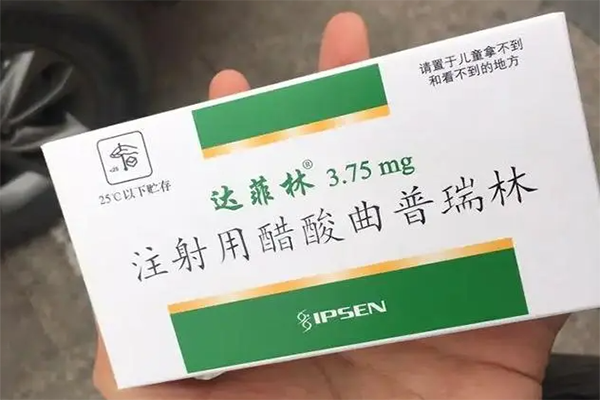 请置于儿童拿不到
和看不到的地方
25℃以下贮存
达菲林® 3.75 mg
注射用醋酸曲普瑞林
IPSEN